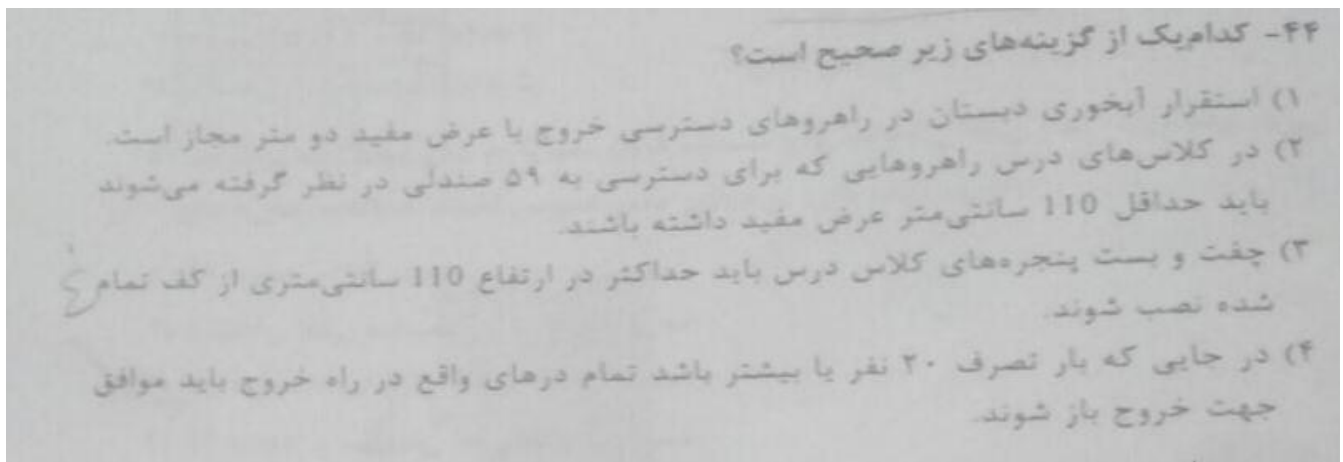 ۴۴- کدام‌یک از گزینه‌های زیر صحیح است؟
۱) استقرار آبخوری دبستان در راهروهای دسترسی خروج با عرض مفید دو متر مجاز است.
۲) در کلاس‌های درس راهروهایی که برای دسترسی به ۵۹ صندلی در نظر گرفته می‌شوند
باید حداقل 110 سانتی‌متر عرض مفید داشته باشند.
۳) چفت و بست پنجره‌های کلاس درس باید حداکثر در ارتفاع 110 سانتی‌متری از کف تمام
شده نصب شوند.
۴) در جایی که بار تصرف ۲۰ نفر یا بیشتر باشد تمام درهای واقع در راه خروج باید موافق
جهت خروج باز شوند.